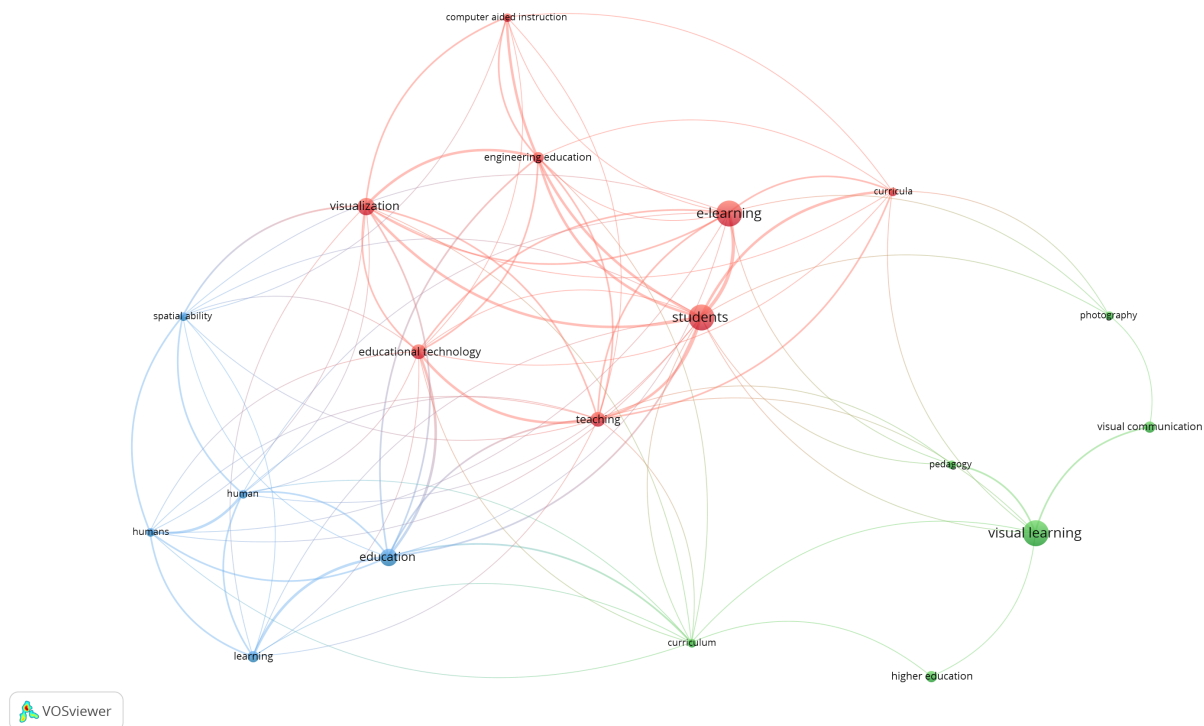 computer aided instruction
engineering education
visualization
e-learning
curricula
spatial ability
students
photography
educational technology
teaching
visual communication
pedagogy
human
humans
visual learning
education
curriculum
learning
higher education
VOSviewer